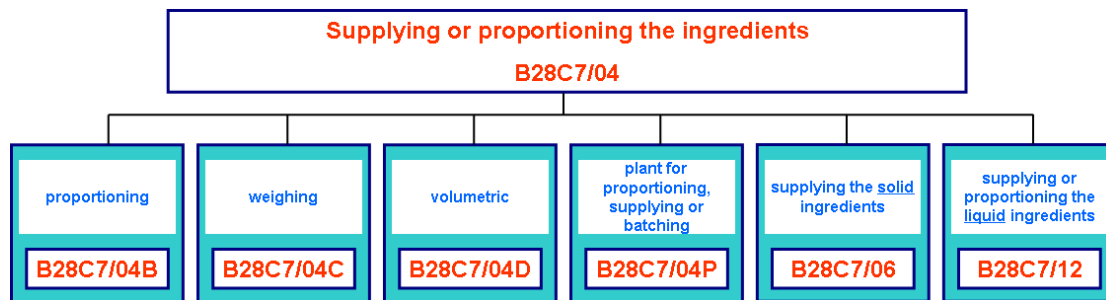 Supplying or proportioning the ingredients
B28C7/04
proportioning
B28C7/04B
weighing
B28C7/04C
volumetric
B28C7/04D
plant for
proportioning,
supplying or
batching
B28C7/04P
supplying the solid
ingredients
B28C7/06
supplying or
proportioning the
liquid ingredients
B28C7/12